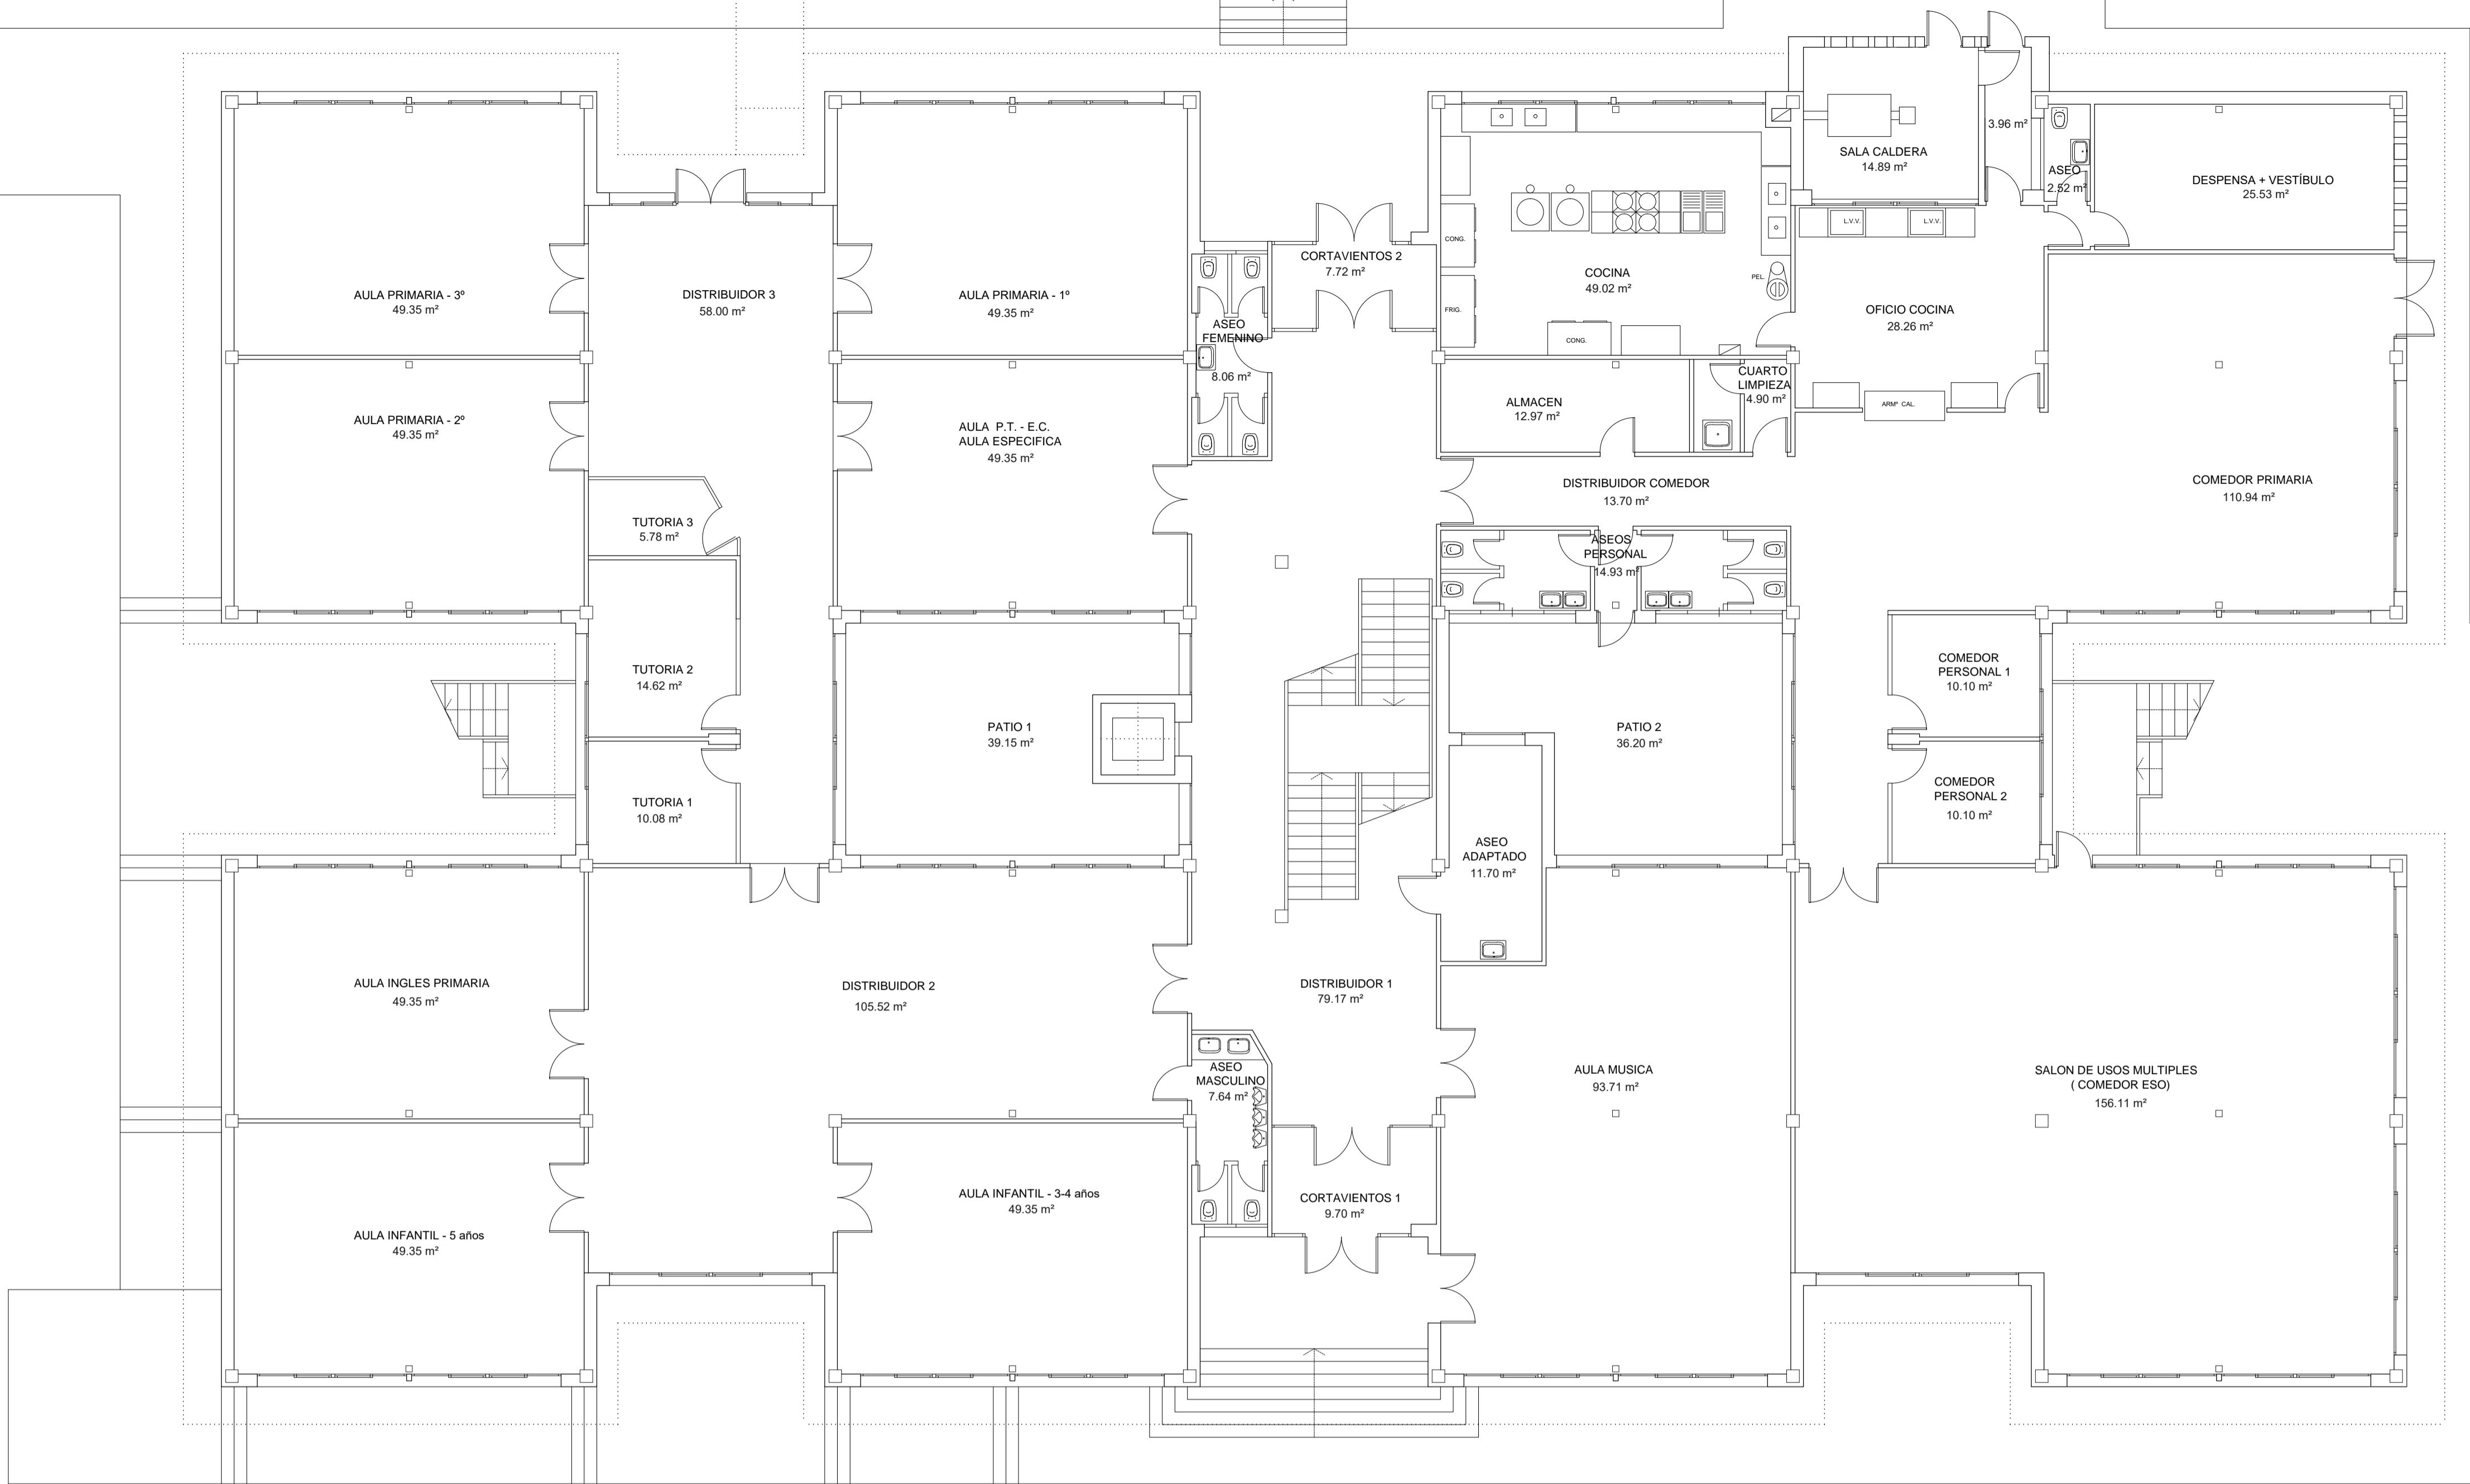 3.96 m²
SALA CALDERA
14.89 m²
ASEO
2.52 m²
DESPENSA + VESTÍBULO
25.53 m²
L.V.V.
L.V.V.
CONG.
CORTAVIENTOS 2
7.72 m²
COCINA
49.02 m²
PEL.
AULA PRIMARIA - 3º
49.35 m²
DISTRIBUIDOR 3
58.00 m²
AULA PRIMARIA - 1º
49.35 m²
FRIG.
OFICIO COCINA
28.26 m²
ASEO
FEMENINO
8.06 m²
CONG.
CUARTO
LIMPIEZA
4.90 m²
ALMACEN
12.97 m²
ARMº CAL.
AULA PRIMARIA - 2º
49.35 m²
AULA P.T. - E.C.
AULA ESPECIFICA
49.35 m²
DISTRIBUIDOR COMEDOR
13.70 m²
COMEDOR PRIMARIA
110.94 m²
TUTORIA 3
5.78 m²
ASEOS
PERSONAL
14.93 m²
TUTORIA 2
14.62 m²
COMEDOR
PERSONAL 1
10.10 m²
PATIO 1
39.15 m²
PATIO 2
36.20 m²
TUTORIA 1
10.08 m²
COMEDOR
PERSONAL 2
10.10 m²
ASEO
ADAPTADO
11.70 m²
AULA INGLES PRIMARIA
49.35 m²
DISTRIBUIDOR 2
105.52 m²
DISTRIBUIDOR 1
79.17 m²
ASEO
MASCULINO
7.64 m²
AULA MUSICA
93.71 m²
SALON DE USOS MULTIPLES
( COMEDOR ESO)
156.11 m²
AULA INFANTIL - 3-4 años
49.35 m²
CORTAVIENTOS 1
9.70 m²
AULA INFANTIL - 5 años
49.35 m²